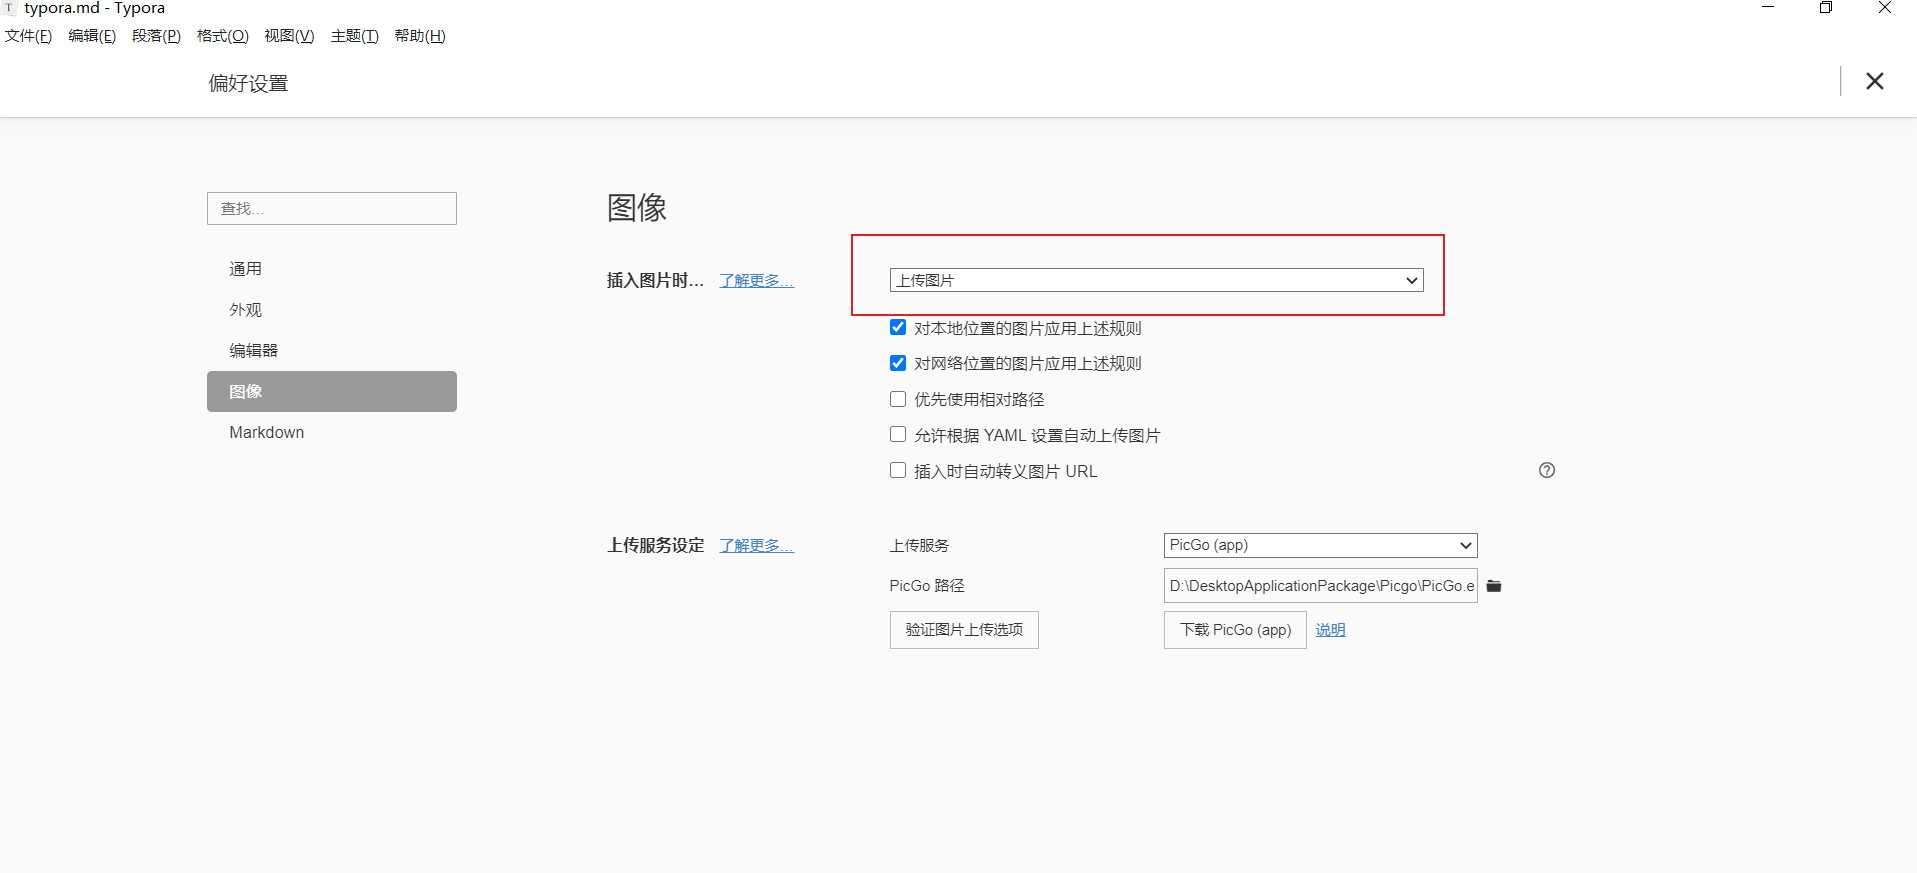 typora.md - Typora
文件(F) 编辑(E) 段落(P) 格式(O) 视图(V) 主题(T) 帮助(H)
偏好设置
查找...
通用
外观
编辑器
图像
Markdown
图像
插入图片时... 了解更多... 上传图片
对本地位置的图片应用上述规则
对网络位置的图片应用上述规则
优先使用相对路径
允许根据 YAML 设置自动上传图片
插入时自动转义图片 URL
上传服务设定 了解更多... 上传服务 PicGo (app)
PicGo 路径 D:\DesktopApplicationPackage\Picgo\PicGo.e
验证图片上传选项 下载 PicGo (app) 说明